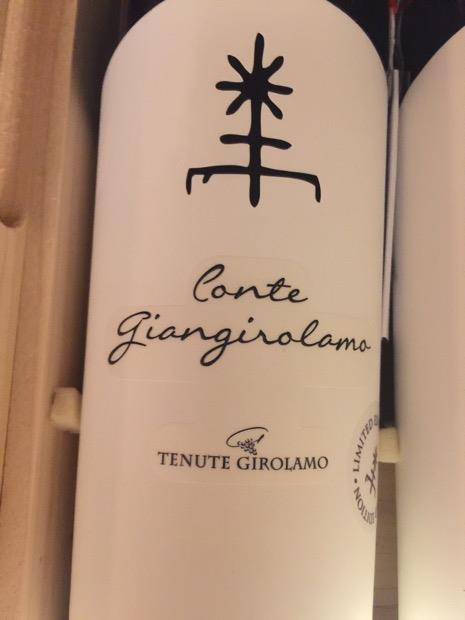 Conte
Giangirolamo
TENUTE GIROLAMO
LIMITED
EDITION